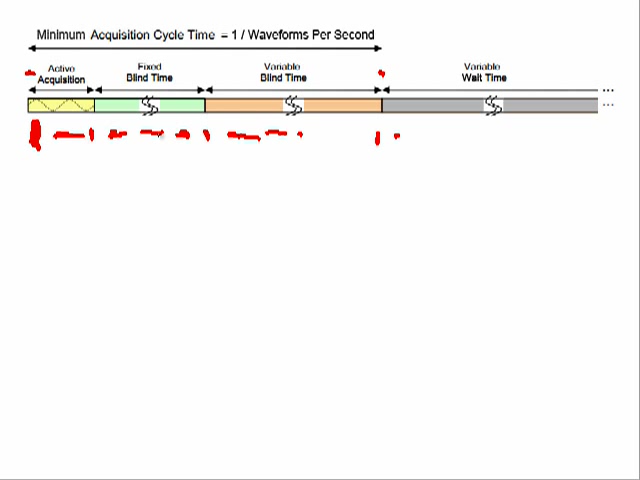 Minimum Acquisition Cycle Time = 1 / Waveforms Per Second
Active Acquisition
Fixed Blind Time
Variable Blind Time
Variable Wait Time
...
...